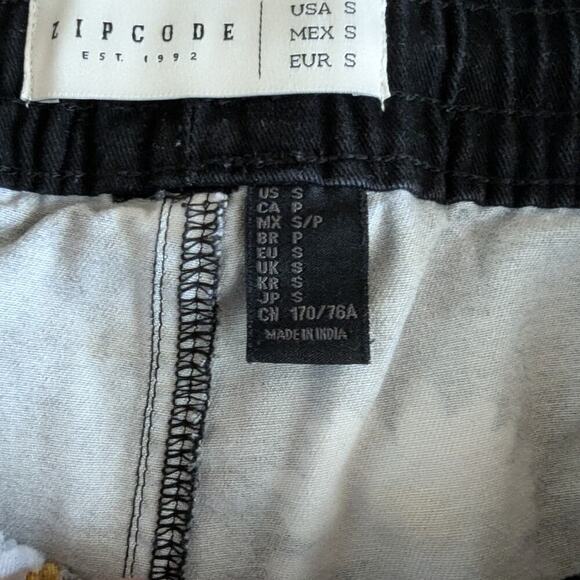 ZIPCODE
EST. 1992
USA S
MEX S
EUR S
US S
CA P
MX S/P
BR P
EU S
UK S
KR S
JP S
CN 170/76A
MADE IN INDIA